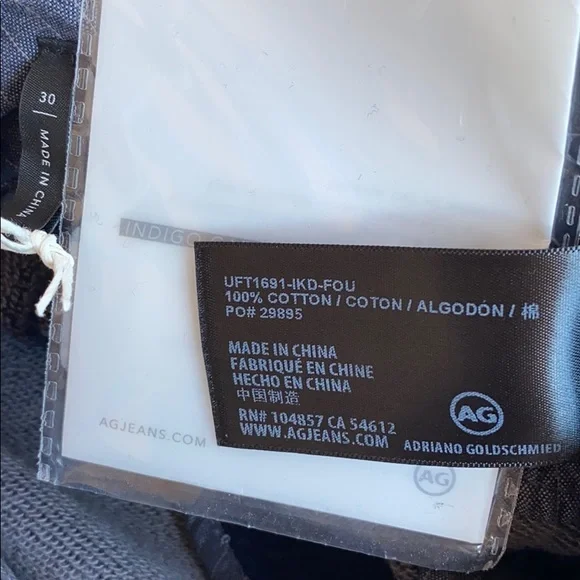 30
MADE IN CHINA
INDIGO
UFT1691-IKD-FOU
100% COTTON / COTON / ALGODÓN / 棉
PO# 29895
MADE IN CHINA
FABRIQUÉ EN CHINE
HECHO EN CHINA
中国制造
RN# 104857 CA 54612
WWW.AGJEANS.COM
AG
ADRIANO GOLDSCHMIED
AGJEANS.COM
AG